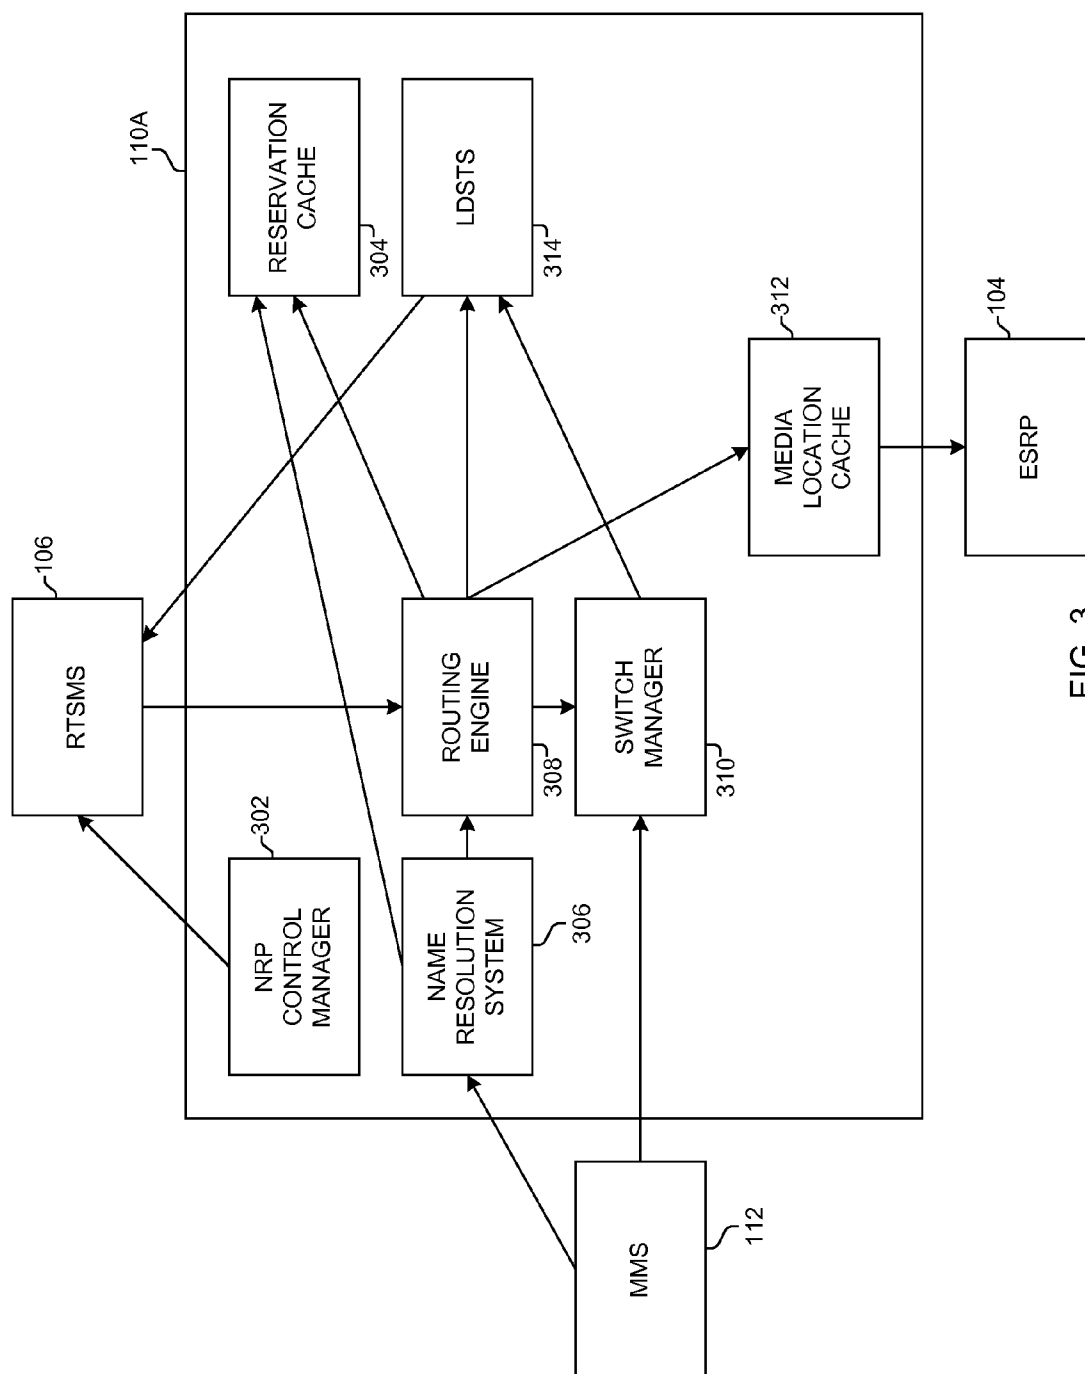 110A
RTSMS
106
NRP
CONTROL
MANAGER
302
RESERVATION
CACHE
304
NAME
RESOLUTION
SYSTEM
306
ROUTING
ENGINE
308
LDSTS
314
MMS
112
SWITCH
MANAGER
310
MEDIA
LOCATION
CACHE
312
ESRP
104
FIG. 3